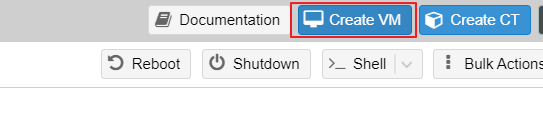 Documentation Create VM Create CT
Reboot Shutdown >_ Shell Bulk Actions